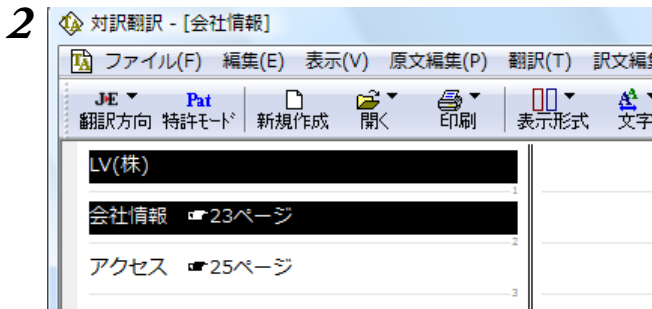 2
対訳翻訳 - [会社情報]
ファイル(F) 編集(E) 表示(V) 原文編集(P) 翻訳(T) 訳文編
J▸E Pat
翻訳方向 特許モード 新規作成 開く 印刷 表示形式 文字
LV(株)
1
会社情報 ☛23ページ
2
アクセス ☛25ページ
3